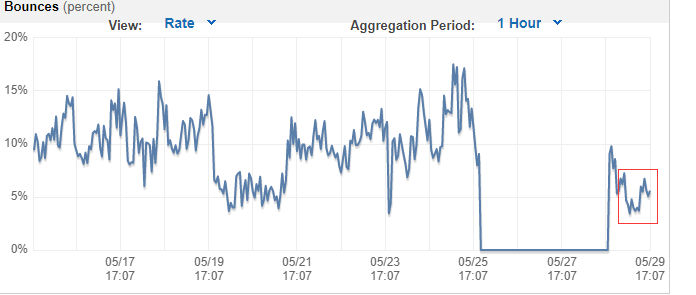 Bounces (percent)
View: Rate Aggregation Period: 1 Hour
20%
15%
10%
5%
0%
05/17 05/19 05/21 05/23 05/25 05/27 05/29
17:07 17:07 17:07 17:07 17:07 17:07 17:07